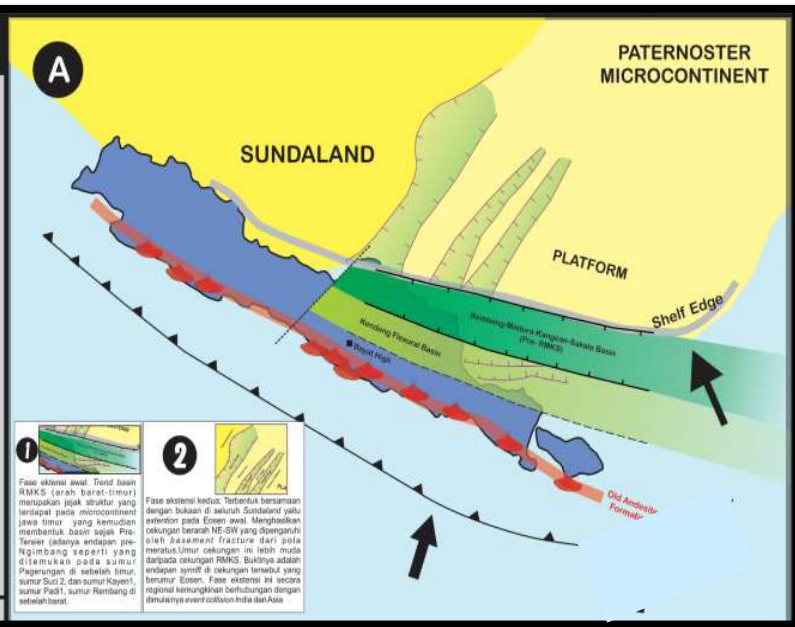 A
PATERNOSTER
MICROCONTINENT
SUNDALAND
PLATFORM
Shelf Edge
Rembang-Madura-Kangean-Sakala Basin
(Pre- RMKS)
Kendeng Flexural Basin
Rayat High
Old Andesite
Formati
1
Fase ektensi awal. Trend basin
RMKS (arah barat-timur)
merupakan jejak struktur yang
terdapat pada microcontinent
jawa timur yang kemudian
membentuk basin sejak Pre-
Tersier (adanya endapan pre-
Ngimbang seperti yang
ditemukan pada sumur
Pagerungan di sebelah timur,
sumur Suci 2, dan sumur Kayen1,
sumur Padi1, sumur Rembang di
sebelah barat.
2
PLA
Fase ekstensi kedua: Terbentuk bersamaan
dengan bukaan di seluruh Sundaland yaitu
extention pada Eosen awal. Menghasilkan
cekungan berarah NE-SW yang dipengaruhi
oleh basement fracture dari pola
meratus.Umur cekungan ini lebih muda
daripada cekungan RMKS. Buktinya adalah
endapan synrift di cekungan tersebut yang
berumur Eosen. Fase ekstensi ini secara
regional kemungkinan berhubungan dengan
dimulainya event collision India dan Asia